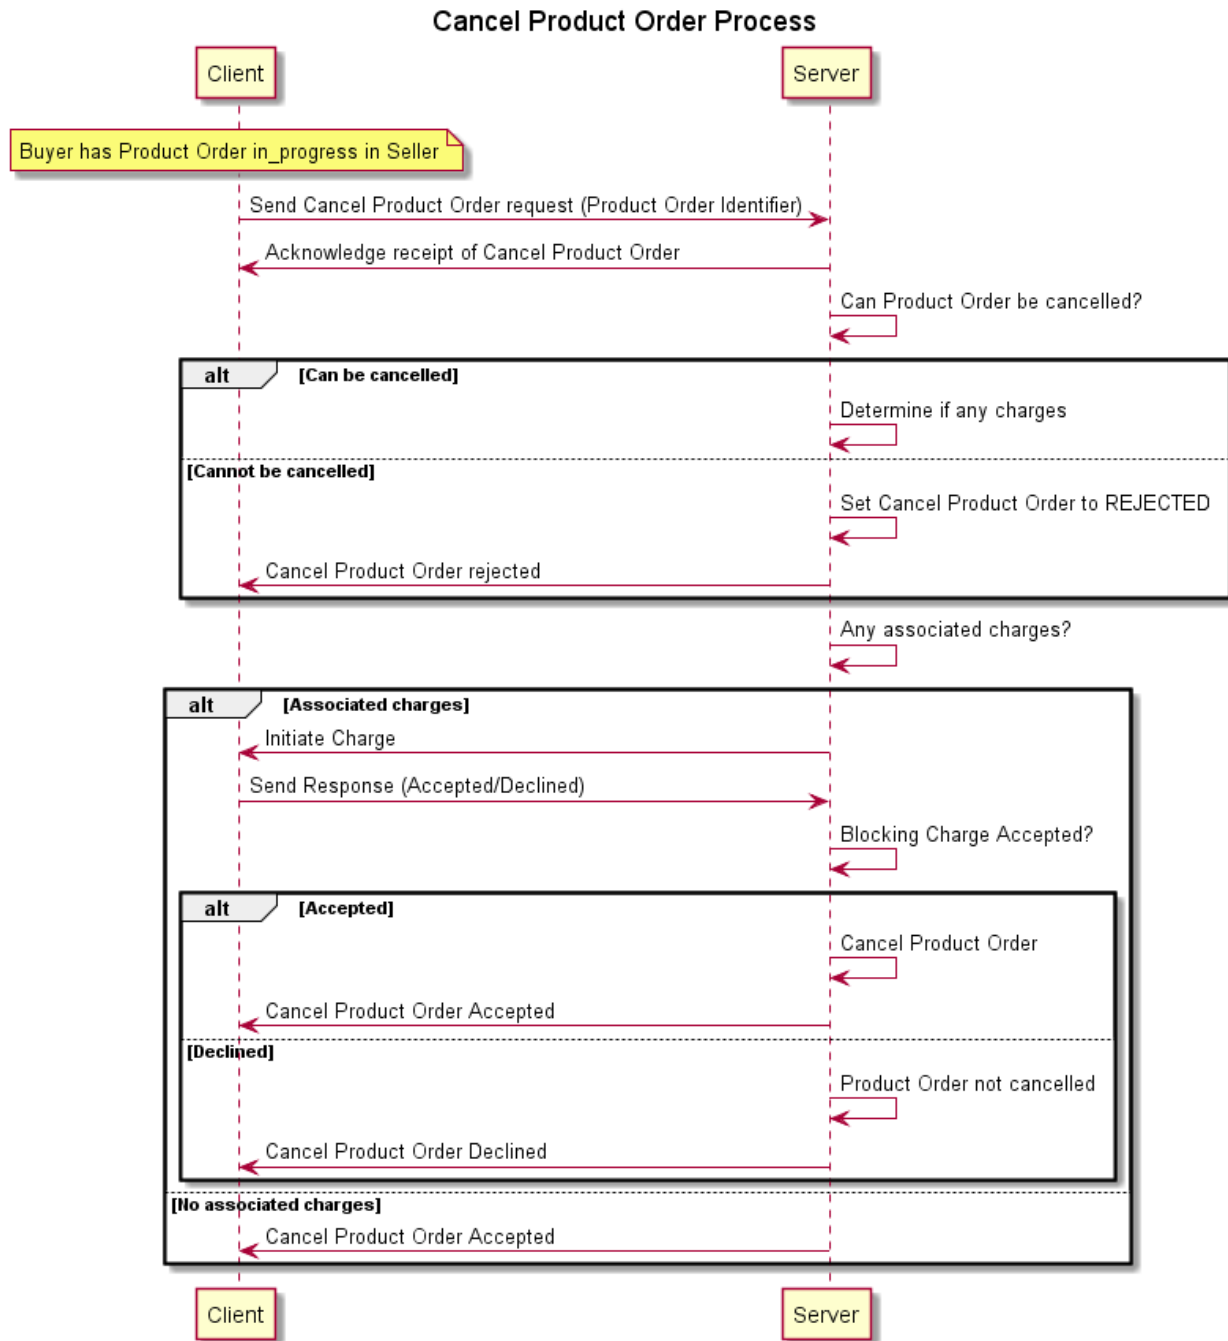 Cancel Product Order Process
Client
Server
Buyer has Product Order in_progress in Seller
Send Cancel Product Order request (Product Order Identifier)
Acknowledge receipt of Cancel Product Order
Can Product Order be cancelled?
alt
[Can be cancelled]
Determine if any charges
[Cannot be cancelled]
Set Cancel Product Order to REJECTED
Cancel Product Order rejected
Any associated charges?
alt
[Associated charges]
Initiate Charge
Send Response (Accepted/Declined)
Blocking Charge Accepted?
alt
[Accepted]
Cancel Product Order
Cancel Product Order Accepted
[Declined]
Product Order not cancelled
Cancel Product Order Declined
[No associated charges]
Cancel Product Order Accepted
Client
Server